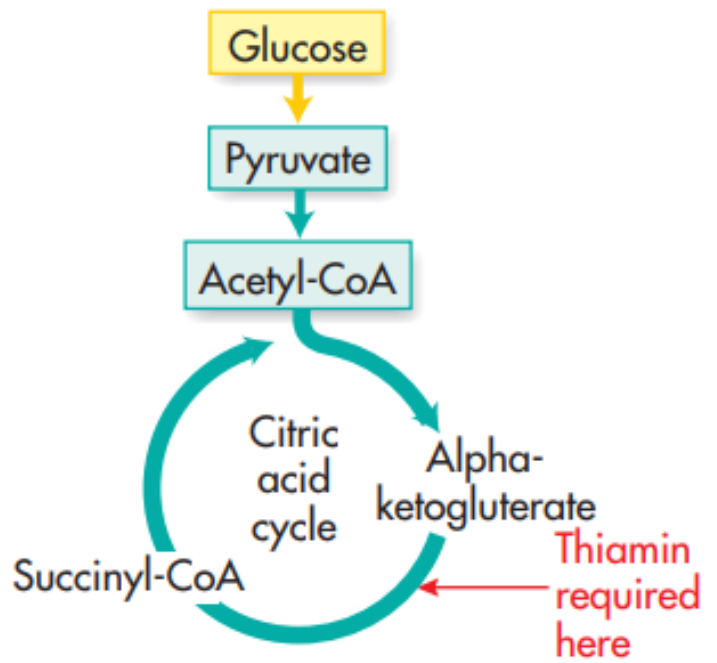 Glucose
Pyruvate
Acetyl-CoA
Citric
acid
cycle
Alpha-
ketogluterate
Thiamin
required
here
Succinyl-CoA